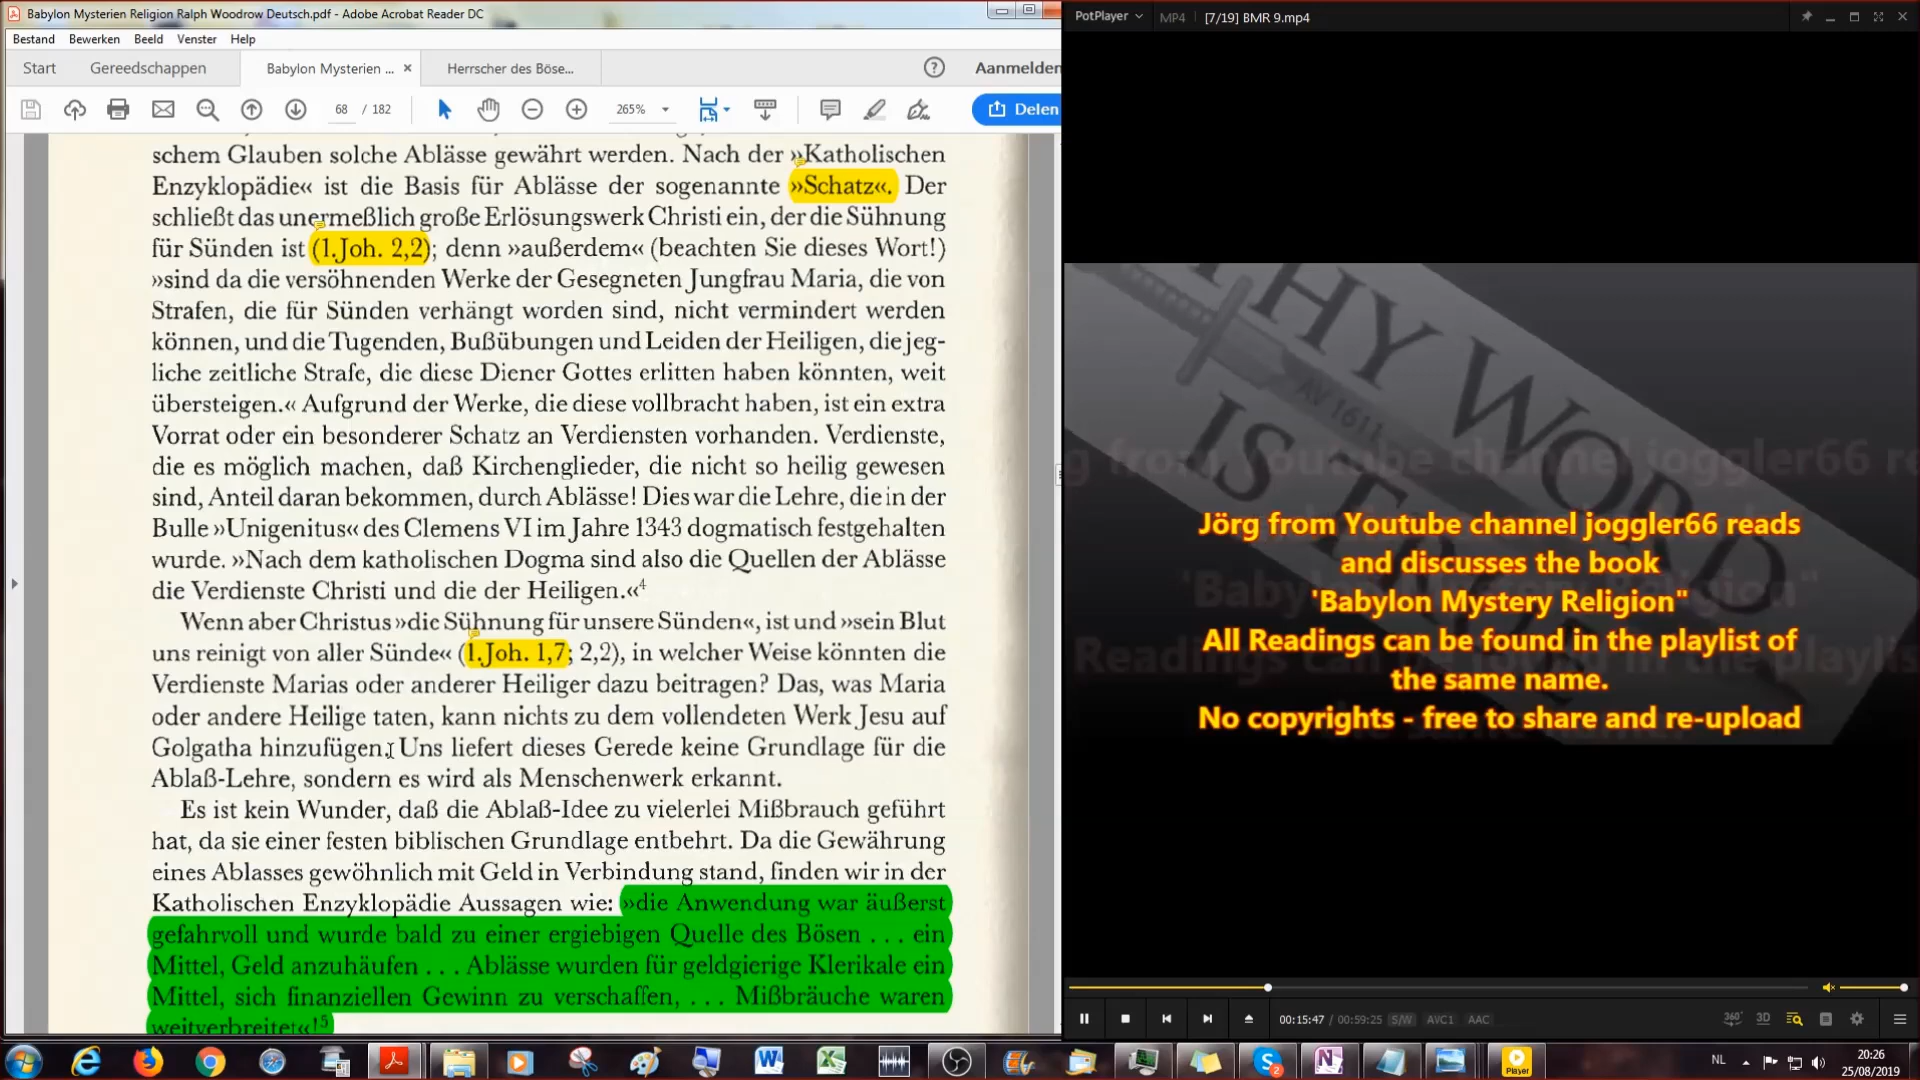 Babylon Mysterien Religion Ralph Woodrow Deutsch.pdf - Adobe Acrobat Reader DC
Bestand Bewerken Beeld Venster Help
Start Gereedschappen Babylon Mysterien ... × Herrscher des Böse... Aanmelden
68 / 182 265% Delen
schem Glauben solche Ablässe gewährt werden. Nach der »Katholischen
Enzyklopädie« ist die Basis für Ablässe der sogenannte »Schatz«. Der
schließt das unermeßlich große Erlösungswerk Christi ein, der die Sühnung
für Sünden ist (1.Joh. 2,2); denn »außerdem« (beachten Sie dieses Wort!)
»sind da die versöhnenden Werke der Gesegneten Jungfrau Maria, die von
Strafen, die für Sünden verhängt worden sind, nicht vermindert werden
können, und die Tugenden, Bußübungen und Leiden der Heiligen, die jeg-
liche zeitliche Strafe, die diese Diener Gottes erlitten haben könnten, weit
übersteigen.« Aufgrund der Werke, die diese vollbracht haben, ist ein extra
Vorrat oder ein besonderer Schatz an Verdiensten vorhanden. Verdienste,
die es möglich machen, daß Kirchenglieder, die nicht so heilig gewesen
sind, Anteil daran bekommen, durch Ablässe! Dies war die Lehre, die in der
Bulle »Unigenitus« des Clemens VI im Jahre 1343 dogmatisch festgehalten
wurde. »Nach dem katholischen Dogma sind also die Quellen der Ablässe
die Verdienste Christi und die der Heiligen.«4
Wenn aber Christus »die Sühnung für unsere Sünden«, ist und »sein Blut
uns reinigt von aller Sünde« (1.Joh. 1,7; 2,2), in welcher Weise könnten die
Verdienste Marias oder anderer Heiliger dazu beitragen? Das, was Maria
oder andere Heilige taten, kann nichts zu dem vollendeten Werk Jesu auf
Golgatha hinzufügen. Uns liefert dieses Gerede keine Grundlage für die
Ablaß-Lehre, sondern es wird als Menschenwerk erkannt.
Es ist kein Wunder, daß die Ablaß-Idee zu vielerlei Mißbrauch geführt
hat, da sie einer festen biblischen Grundlage entbehrt. Da die Gewährung
eines Ablasses gewöhnlich mit Geld in Verbindung stand, finden wir in der
Katholischen Enzyklopädie Aussagen wie: »die Anwendung war äußerst
gefahrvoll und wurde bald zu einer ergiebigen Quelle des Bösen . . . ein
Mittel, Geld anzuhäufen . . . Ablässe wurden für geldgierige Klerikale ein
Mittel, sich finanziellen Gewinn zu verschaffen, . . . Mißbräuche waren
weitverbreitet«!5
PotPlayer MP4 [7/19] BMR 9.mp4
THY WORD
IS TRUE
AV 1611
Jörg from Youtube channel joggler66 reads
and discusses the book
'Babylon Mystery Religion"
All Readings can be found in the playlist of
the same name.
No copyrights - free to share and re-upload
00:15:47 / 00:59:25 S/W AVC1 AAC
360° 3D
NL 20:26
25/08/2019